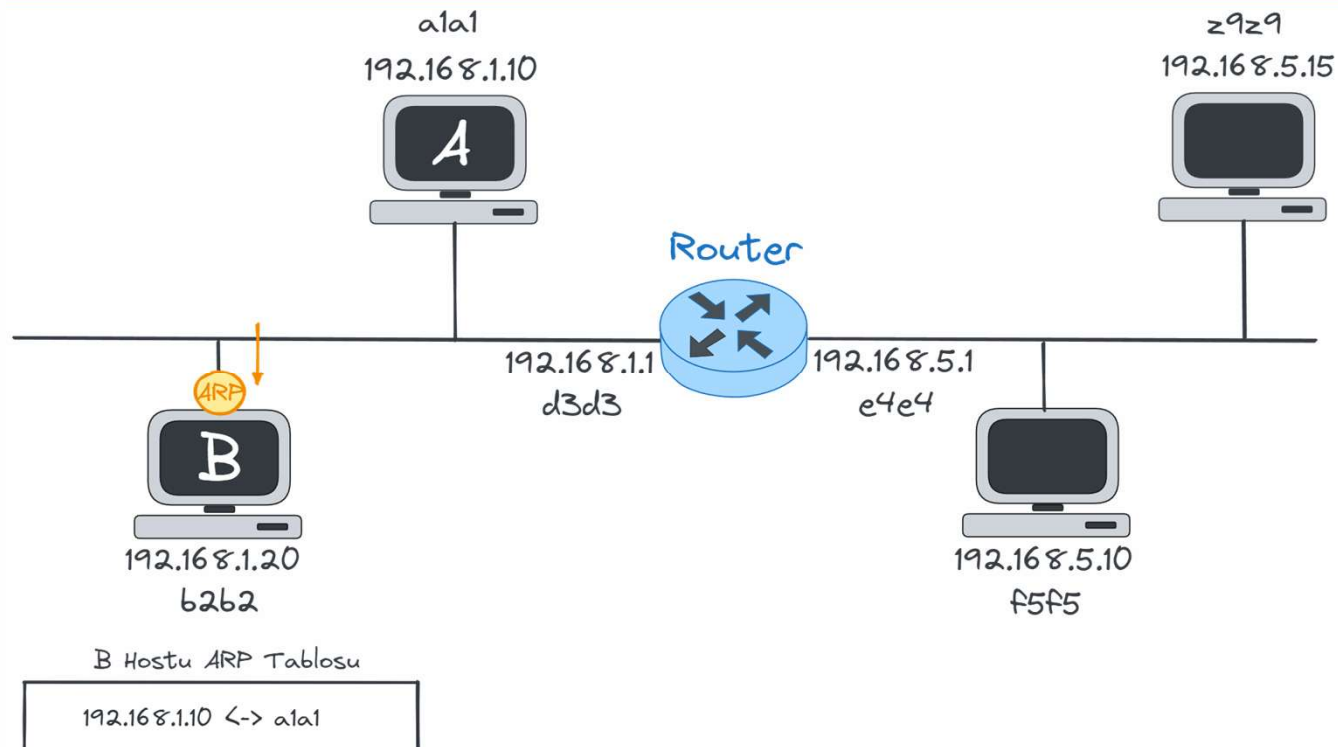 a1a1
192.168.1.10
A
z9z9
192.168.5.15
Router
192.168.1.1
d3d3
192.168.5.1
e4e4
ARP
B
192.168.1.20
b2b2
192.168.5.10
f5f5
B Hostu ARP Tablosu
192.168.1.10 <-> a1a1